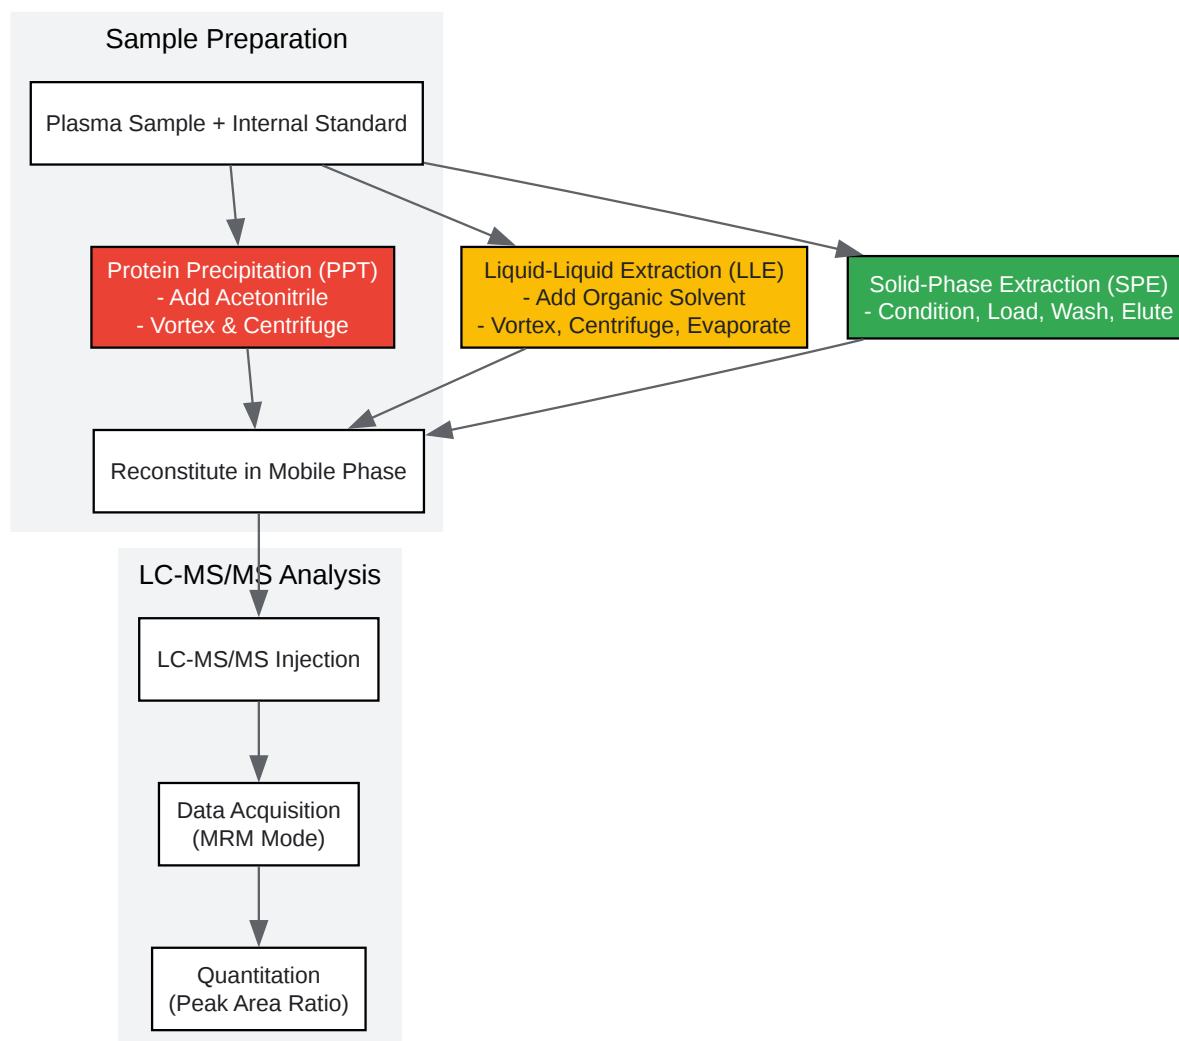 Sample Preparation
Plasma Sample + Internal Standard
Protein Precipitation (PPT)
- Add Acetonitrile
- Vortex & Centrifuge
Liquid-Liquid Extraction (LLE)
- Add Organic Solvent
- Vortex, Centrifuge, Evaporate
Solid-Phase Extraction (SPE)
- Condition, Load, Wash, Elute
Reconstitute in Mobile Phase
LC-MS/MS Analysis
LC-MS/MS Injection
Data Acquisition
(MRM Mode)
Quantitation
(Peak Area Ratio)